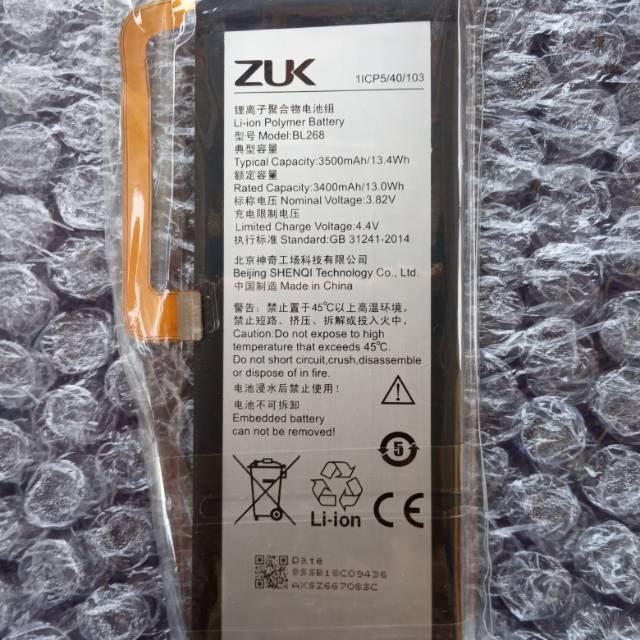 ZUK
1ICP5/40/103
锂离子聚合物电池组
Li-ion Polymer Battery
型号 Model:BL268
典型容量
Typical Capacity:3500mAh/13.4Wh
额定容量
Rated Capacity:3400mAh/13.0Wh
标称电压 Nominal Voltage:3.82V
充电限制电压
Limited Charge Voltage:4.4V
执行标准 Standard:GB 31241-2014
北京神奇工场科技有限公司
Beijing SHENQI Technology Co., Ltd.
中国制造 Made in China
警告: 禁止置于45℃以上高温环境,
禁止短路、挤压、拆解或投入火中。
Caution:Do not expose to high
temperature that exceeds 45℃.
Do not short circuit,crush,disassemble
or dispose of in fire.
电池浸水后禁止使用!
电池不可拆卸
Embedded battery
can not be removed!
5
Li-ion
CE
Date
8SSB18C09436